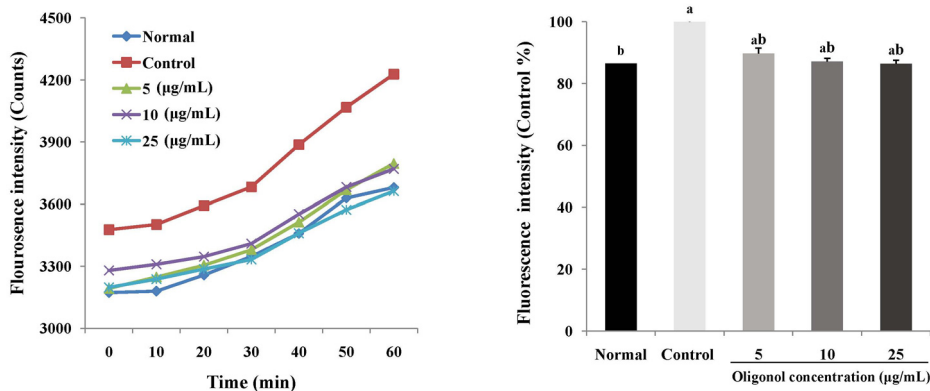 Flourosence intensity (Counts)
4500
4200
3900
3600
3300
3000
Normal
Control
5 (µg/mL)
10 (µg/mL)
25 (µg/mL)
0 10 20 30 40 50 60
Time (min)
Fluorescence intensity (Control %)
100
80
60
40
20
0
b a ab ab ab
Normal Control 5 10 25
Oligonol concentration (µg/mL)